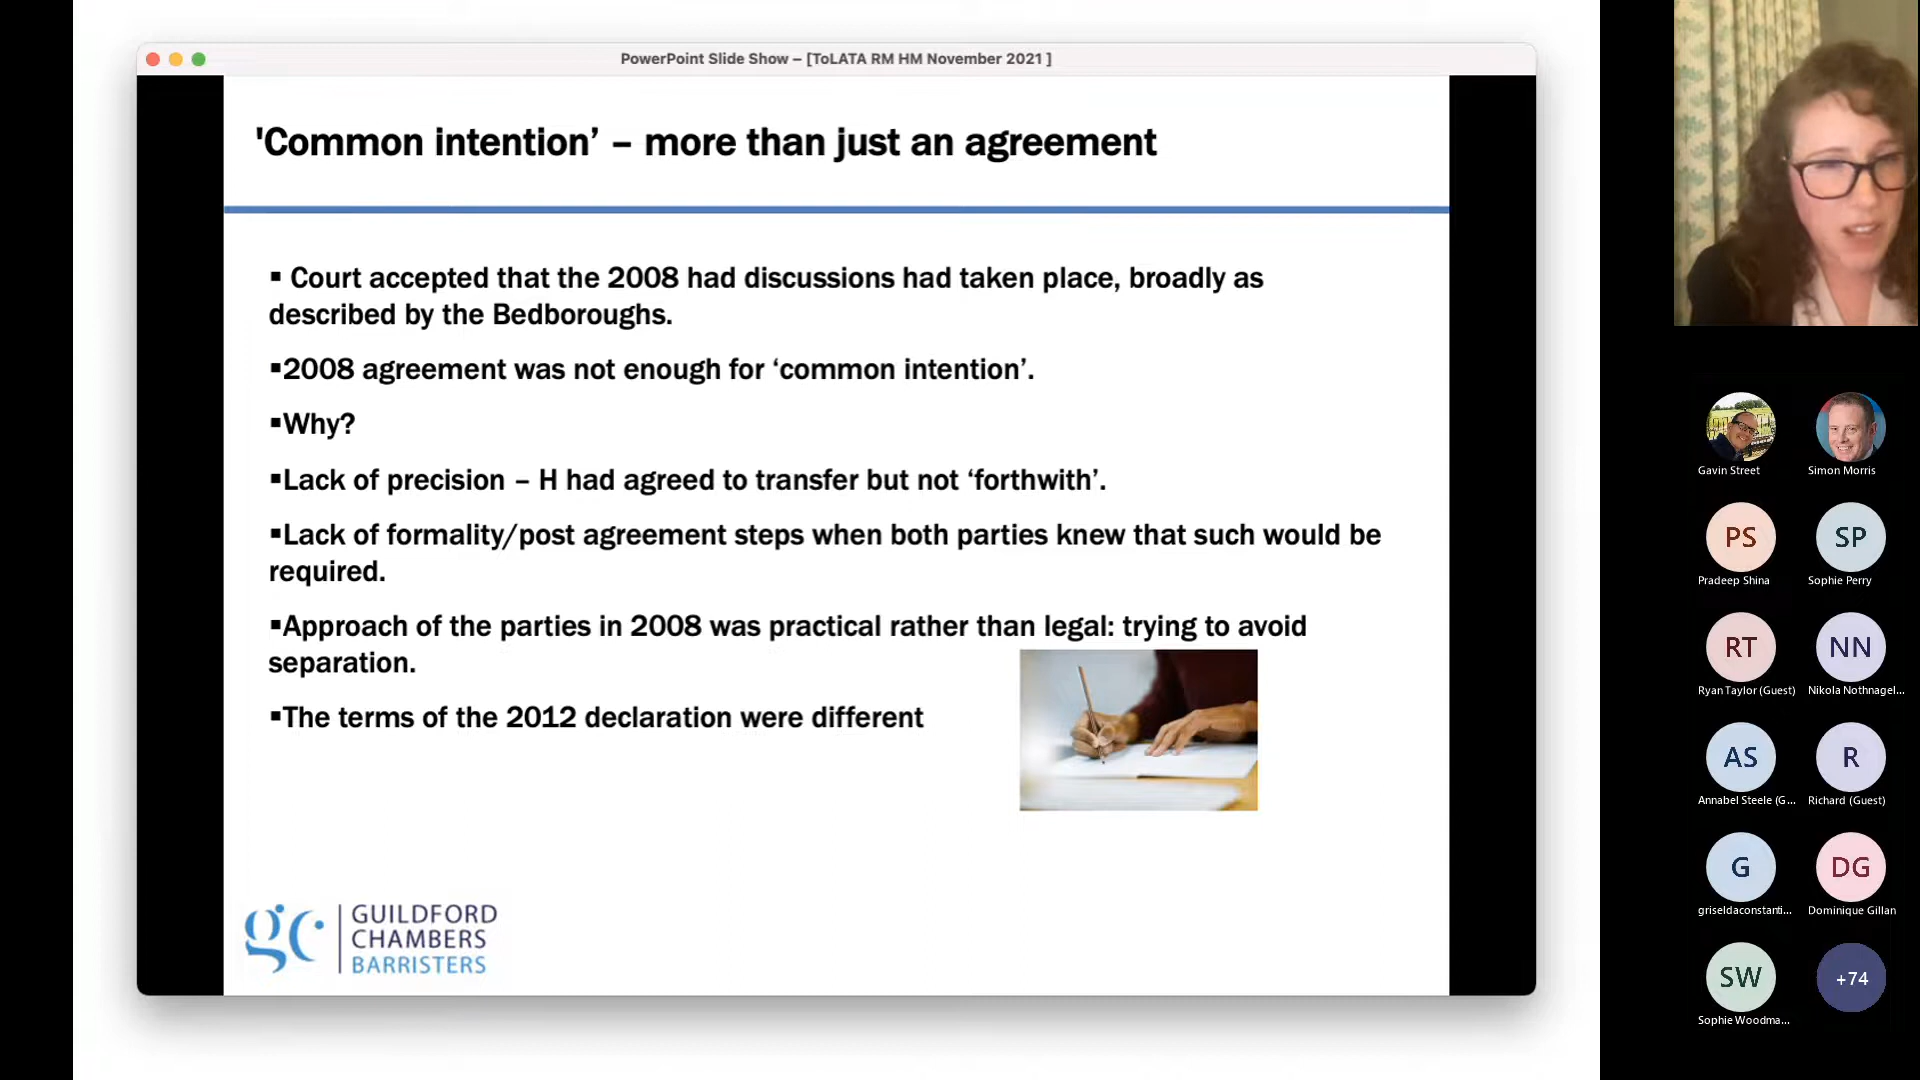 PowerPoint Slide Show – [ToLATA RM HM November 2021 ]
'Common intention’ – more than just an agreement
▪ Court accepted that the 2008 had discussions had taken place, broadly as
described by the Bedboroughs.
▪2008 agreement was not enough for ‘common intention’.
▪Why?
▪Lack of precision – H had agreed to transfer but not ‘forthwith’.
▪Lack of formality/post agreement steps when both parties knew that such would be
required.
▪Approach of the parties in 2008 was practical rather than legal: trying to avoid
separation.
▪The terms of the 2012 declaration were different
gc
GUILDFORD
CHAMBERS
BARRISTERS
Gavin Street
Simon Morris
PS
SP
Pradeep Shina
Sophie Perry
RT
NN
Ryan Taylor (Guest)
Nikola Nothnagel...
AS
R
Annabel Steele (G...
Richard (Guest)
G
DG
griseldaconstanti...
Dominique Gillan
SW
+74
Sophie Woodma...